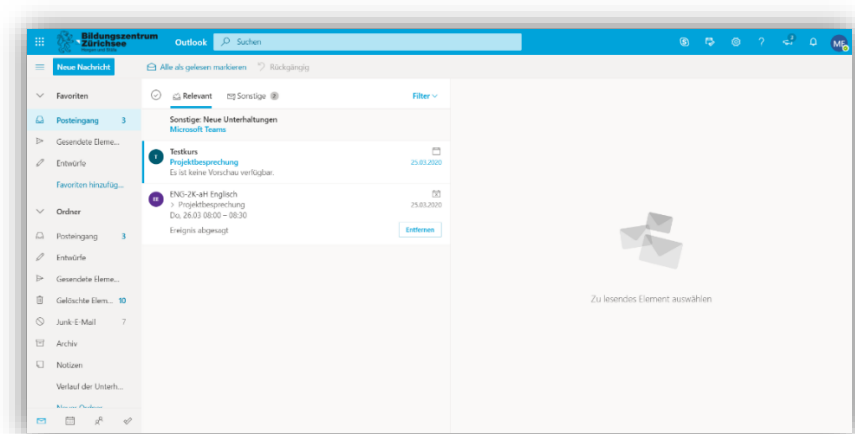 Bildungszentrum
Zürichsee
Outlook
Suchen
ME
Neue Nachricht
Alle als gelesen markieren
Rückgängig
Favoriten
Posteingang 3
Gesendete Eleme...
Entwürfe
Favoriten hinzufüg...
Ordner
Posteingang 3
Entwürfe
Gesendete Eleme...
Gelöschte Elem... 10
Junk-E-Mail 7
Archiv
Notizen
Verlauf der Unterh...
Neuer Ordner
Relevant
Sonstige 2
Filter
Sonstige: Neue Unterhaltungen
Microsoft Teams
T
Testkurs
Projektbesprechung
25.03.2020
Es ist keine Vorschau verfügbar.
ENG-2K-aH Englisch
> Projektbesprechung
25.03.2020
Do, 26.03 08:00 – 08:30
Ereignis abgesagt
Entfernen
Zu lesendes Element auswählen